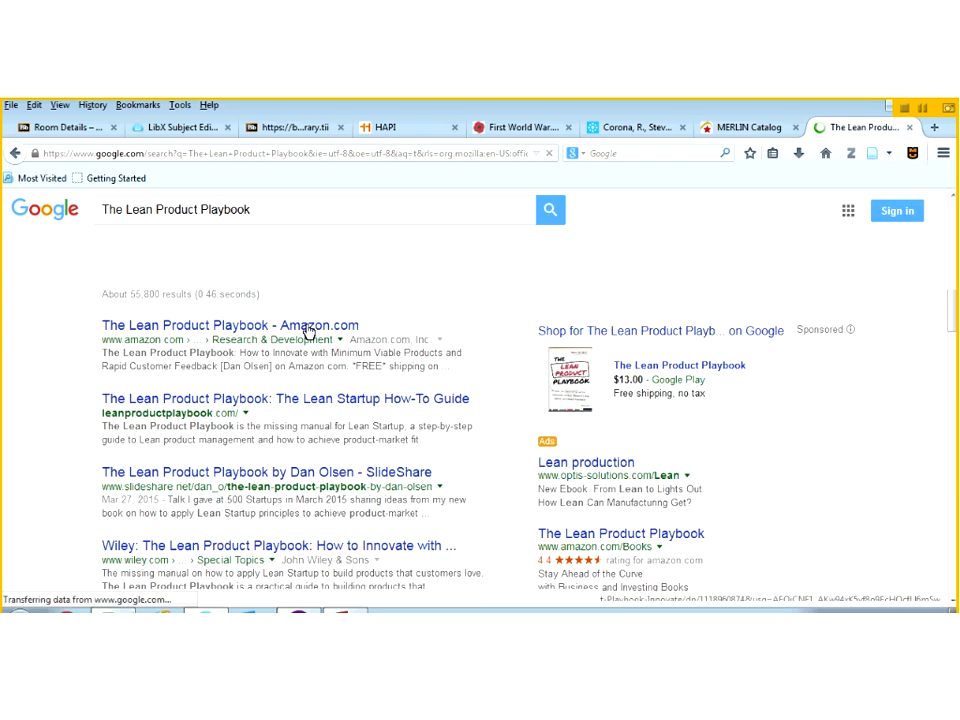 File Edit View History Bookmarks Tools Help
Room Details – ... × LibX Subject Edi... × https://b...rary.tii × HAPI × First World War.... × Corona, R., Stev... × MERLIN Catalog × The Lean Produ... × +
https://www.google.com/search?q=The+Lean+Product+Playbook&ie=utf-8&oe=utf-8&aq=t&rls=org.mozilla:en-US:offic Google
Most Visited Getting Started
Google The Lean Product Playbook Sign in
About 55,800 results (0.46 seconds)
The Lean Product Playbook - Amazon.com
www.amazon.com › ... › Research & Development ▼ Amazon.com, Inc. ▼
The Lean Product Playbook: How to Innovate with Minimum Viable Products and
Rapid Customer Feedback [Dan Olsen] on Amazon.com. *FREE* shipping on ...
The Lean Product Playbook: The Lean Startup How-To Guide
leanproductplaybook.com/ ▼
The Lean Product Playbook is the missing manual for Lean Startup, a step-by-step
guide to Lean product management and how to achieve product-market fit
The Lean Product Playbook by Dan Olsen - SlideShare
www.slideshare.net/dan_o/the-lean-product-playbook-by-dan-olsen ▼
Mar 27, 2015 - Talk I gave at 500 Startups in March 2015 sharing ideas from my new
book on how to apply Lean Startup principles to achieve product-market ...
Wiley: The Lean Product Playbook: How to Innovate with ...
www.wiley.com › ... › Special Topics ▼ John Wiley & Sons ▼
The missing manual on how to apply Lean Startup to build products that customers love.
The Lean Product Playbook is a practical guide to building products that
Shop for The Lean Product Playb... on Google Sponsored
THE LEAN PRODUCT PLAYBOOK
The Lean Product Playbook
$13.00 - Google Play
Free shipping, no tax
Ads
Lean production
www.optis-solutions.com/Lean ▼
New Ebook: From Lean to Lights Out
How Lean Can Manufacturing Get?
The Lean Product Playbook
www.amazon.com/Books ▼
4.4 ★★★★★ rating for amazon.com
Stay Ahead of the Curve
with Business and Investing Books
Transferring data from www.google.com...